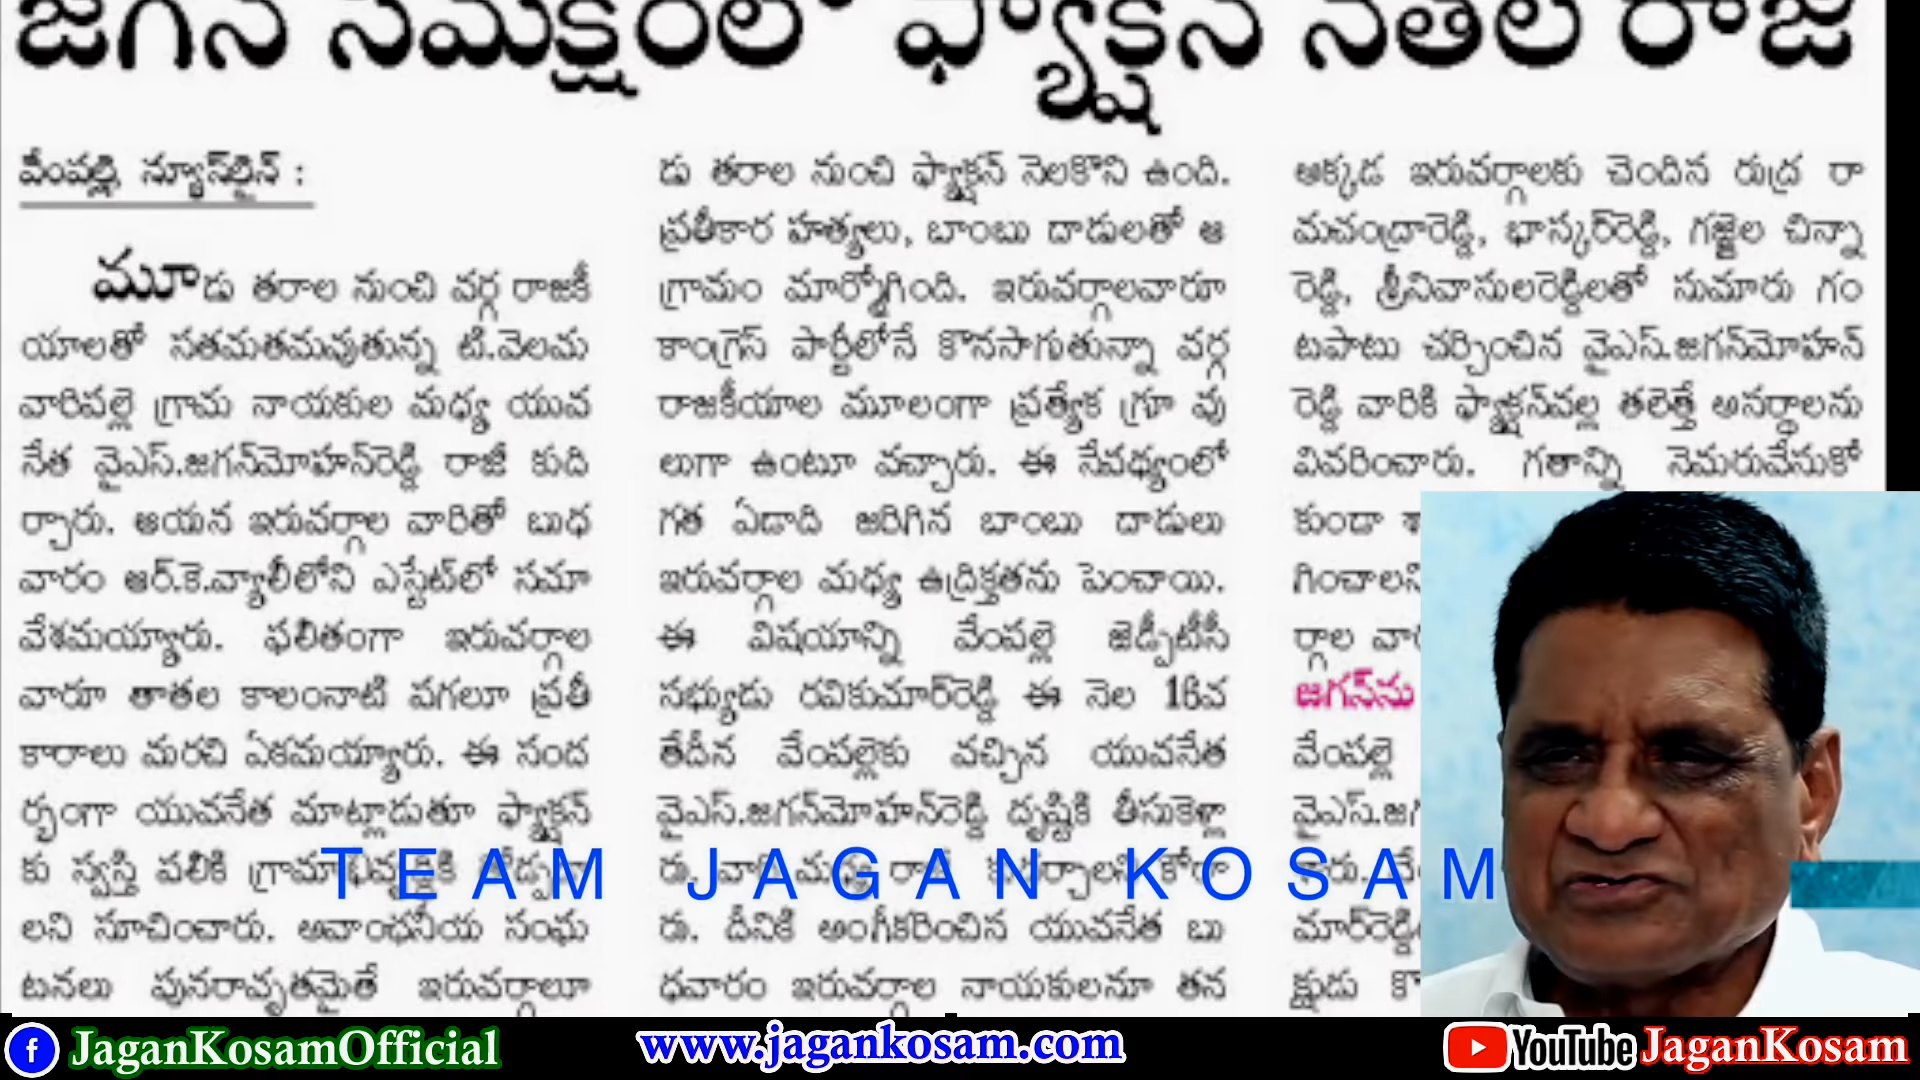 జగన్ సమక్షంలో ఫ్యాక్షన్ నేతల రాజీ
వేంపల్లి, న్యూస్‌లైన్ :
మూడు తరాల నుంచి వర్గ రాజకీ
యాలతో సతమతమవుతున్న టి.వెలమ
వారిపల్లె గ్రామ నాయకుల మధ్య యువ
నేత వైఎస్.జగన్‌మోహన్‌రెడ్డి రాజీ కుది
ర్చారు. ఆయన ఇరువర్గాల వారితో బుధ
వారం ఆర్.కె.వ్యాలీలోని ఎస్టేట్‌లో సమా
వేశమయ్యారు. ఫలితంగా ఇరువర్గాల
వారూ తాతల కాలంనాటి పగలూ ప్రతీ
కారాలు మరచి ఏకమయ్యారు. ఈ సంద
ర్భంగా యువనేత మాట్లాడుతూ ఫ్యాక్షన్
కు స్వస్తి పలికి గ్రామాభివృద్ధికి తోడ్పడా
లని సూచించారు. అవాంఛనీయ సంఘ
టనలు పునరావృతమైతే ఇరువర్గాలూ
డు తరాల నుంచి ఫ్యాక్షన్ నెలకొని ఉంది.
ప్రతీకార హత్యలు, బాంబు దాడులతో ఆ
గ్రామం మార్మోగింది. ఇరువర్గాలవారూ
కాంగ్రెస్ పార్టీలోనే కొనసాగుతున్నా వర్గ
రాజకీయాల మూలంగా ప్రత్యేక గ్రూ పు
లుగా ఉంటూ వచ్చారు. ఈ నేపథ్యంలో
గత ఏడాది జరిగిన బాంబు దాడులు
ఇరువర్గాల మధ్య ఉద్రిక్తతను పెంచాయి.
ఈ విషయాన్ని వేంపల్లె జెడ్పీటీసీ
సభ్యుడు రవికుమార్‌రెడ్డి ఈ నెల 16వ
తేదీన వేంపల్లెకు వచ్చిన యువనేత
వైఎస్.జగన్‌మోహన్‌రెడ్డి దృష్టికి తీసుకెళ్లా
రు. వారి మధ్య రాజీ కుదర్చాలని కోరా
రు. దీనికి అంగీకరించిన యువనేత బు
ధవారం ఇరువర్గాల నాయకులనూ తన
అక్కడ ఇరువర్గాలకు చెందిన రుద్ర రా
మచంద్రారెడ్డి, భాస్కర్‌రెడ్డి, గజ్జెల చిన్నా
రెడ్డి, శ్రీనివాసులరెడ్డిలతో సుమారు గం
టపాటు చర్చించిన వైఎస్.జగన్‌మోహన్
రెడ్డి వారికి ఫ్యాక్షన్‌వల్ల తలెత్తే అనర్థాలను
వివరించారు. గతాన్ని నెమరువేసుకో
కుండా
గించాలని
ర్గాల
జగన్‌ను
వేంపల్లె
వైఎస్.జగ
మార్‌రెడ్డి
క్షుడు
TEAM JAGAN KOSAM
JaganKosamOfficial
www.jagankosam.com
YouTube JaganKosam